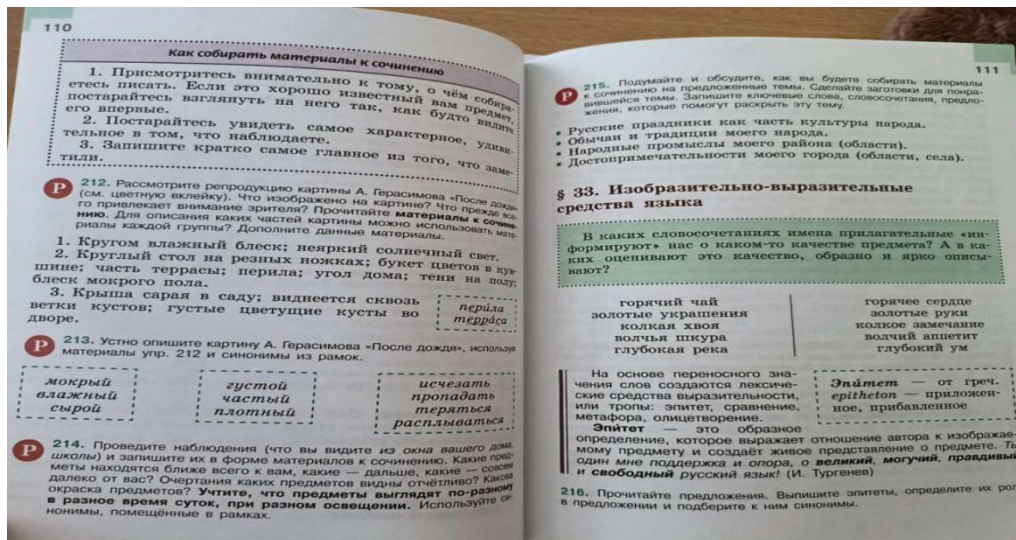 110
Как собирать материалы к сочинению
1. Присмотритесь внимательно к тому, о чём собира-
етесь писать. Если это хорошо известный вам предмет,
постарайтесь взглянуть на него так, как будто видите
его впервые.
2. Постарайтесь увидеть самое характерное, удиви-
тельное в том, что наблюдаете.
3. Запишите кратко самое главное из того, что заме-
тили.
Р 212. Рассмотрите репродукцию картины А. Герасимова «После дождя»
(см. цветную вклейку). Что изображено на картине? Что прежде все-
го привлекает внимание зрителя? Прочитайте материалы к сочине-
нию. Для описания каких частей картины можно использовать мате-
риалы каждой группы? Дополните данные материалы.
1. Кругом влажный блеск; неяркий солнечный свет.
2. Круглый стол на резных ножках; букет цветов в кув-
шине; часть террасы; перила; угол дома; тени на полу;
блеск мокрого пола.
3. Крыша сарая в саду; виднеется сквозь
ветки кустов; густые цветущие кусты во
дворе.
пери́ла
терра́са
Р 213. Устно опишите картину А. Герасимова «После дождя», используя
материалы упр. 212 и синонимы из рамок.
мокрый
влажный
сырой
густой
частый
плотный
исчезать
пропадать
теряться
расплываться
Р 214. Проведите наблюдения (что вы видите из окна вашего дома,
школы) и запишите их в форме материалов к сочинению. Какие пред-
меты находятся ближе всего к вам, какие — дальше, какие — совсем
далеко от вас? Очертания каких предметов видны отчётливо? Какова
окраска предметов? Учтите, что предметы выглядят по-разному
в разное время суток, при разном освещении. Используйте си-
нонимы, помещённые в рамках.
111
Р 215. Подумайте и обсудите, как вы будете собирать материалы
к сочинению на предложенные темы. Сделайте заготовки для понра-
вившейся темы. Запишите ключевые слова, словосочетания, предло-
жения, которые помогут раскрыть эту тему.
• Русские праздники как часть культуры народа.
• Обычаи и традиции моего народа.
• Народные промыслы моего района (области).
• Достопримечательности моего города (области, села).
§ 33. Изобразительно-выразительные
средства языка
В каких словосочетаниях имена прилагательные «ин-
формируют» нас о каком-то качестве предмета? А в ка-
ких оценивают это качество, образно и ярко описы-
вают?
горячий чай
золотые украшения
колкая хвоя
волчья шкура
глубокая река
горячее сердце
золотые руки
колкое замечание
волчий аппетит
глубокий ум
На основе переносного зна-
чения слов создаются лексиче-
ские средства выразительности,
или тропы: эпитет, сравнение,
метафора, олицетворение.
Эпи́тет — от греч.
epitheton — приложен-
ное, прибавленное
Эпи́тет — это образное
определение, которое выражает отношение автора к изображае-
мому предмету и создаёт живое представление о предмете. Ты
один мне поддержка и опора, о великий, могучий, правдивый
и свободный русский язык! (И. Тургенев)
216. Прочитайте предложения. Выпишите эпитеты, определите их роль
в предложении и подберите к ним синонимы.